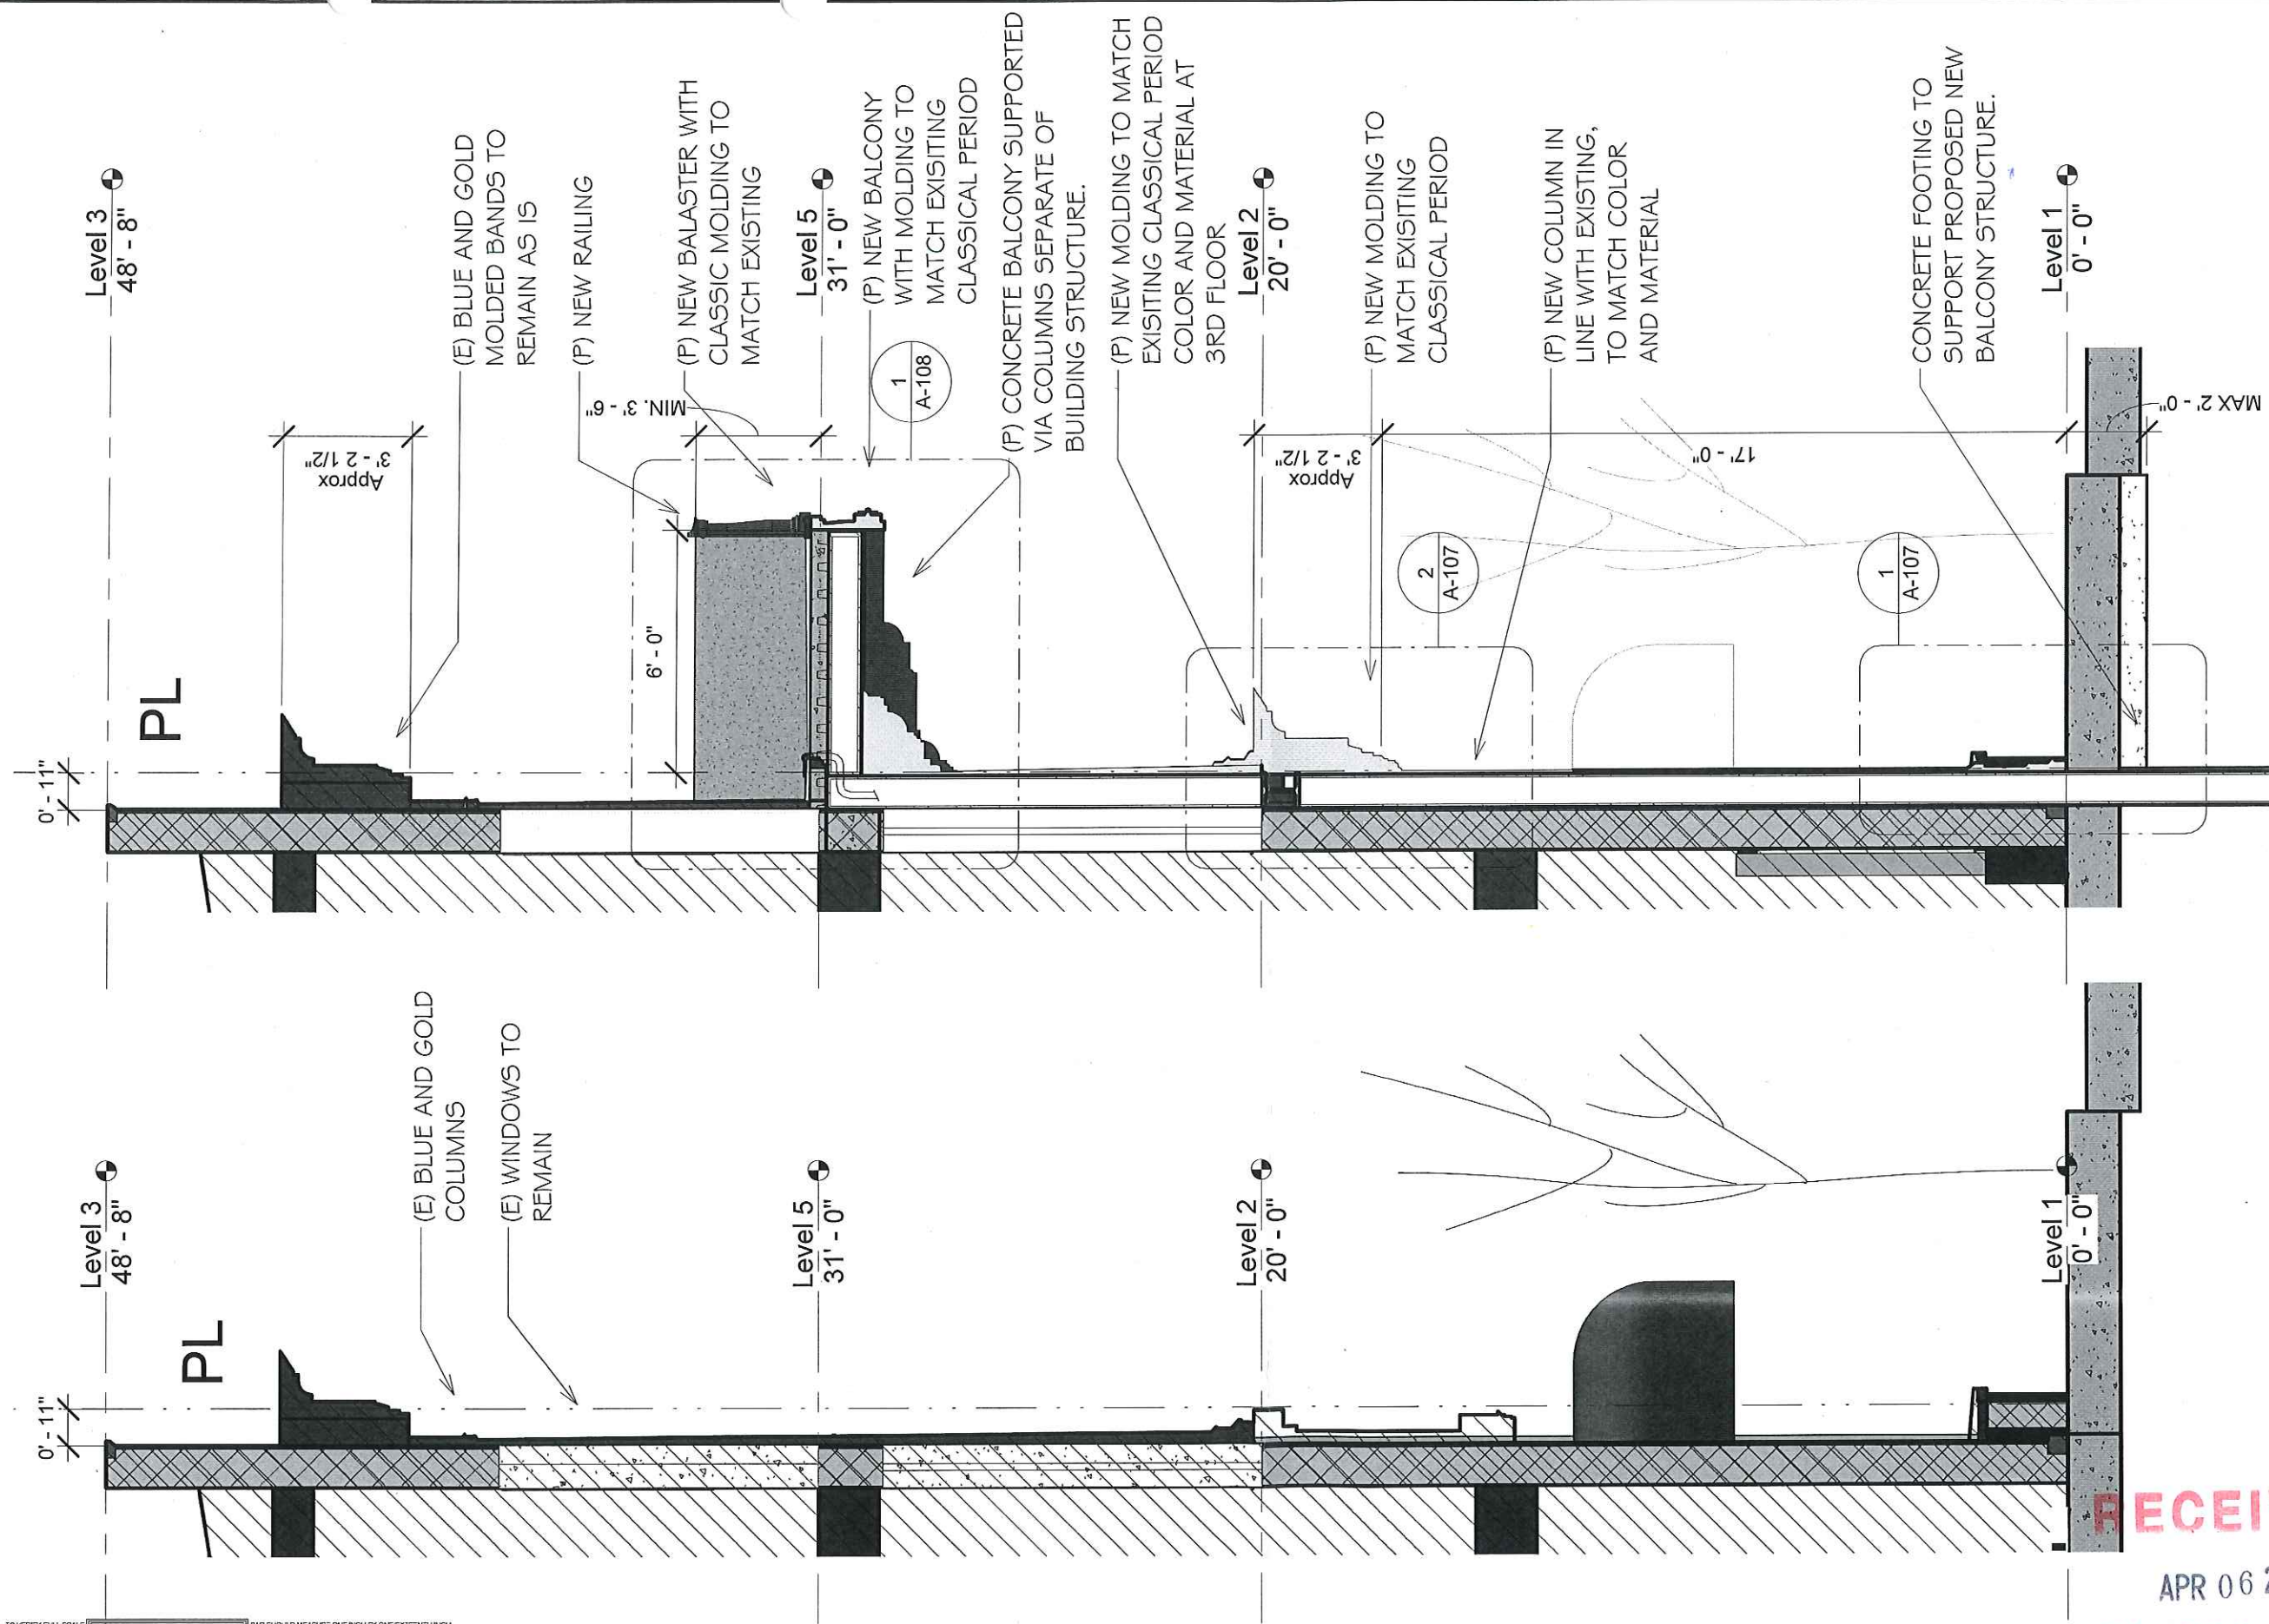 Level 3
48' - 8"
PL
0' - 11"
3' - 2 1/2"
Approx
(E) BLUE AND GOLD
MOLDED BANDS TO
REMAIN AS IS
(P) NEW RAILING
6' - 0"
MIN. 3' - 6"
(P) NEW BALASTER WITH
CLASSIC MOLDING TO
MATCH EXISTING
Level 5
31' - 0"
(P) NEW BALCONY
WITH MOLDING TO
MATCH EXISITING
CLASSICAL PERIOD
1
A-108
(P) CONCRETE BALCONY SUPPORTED
VIA COLUMNS SEPARATE OF
BUILDING STRUCTURE.
(P) NEW MOLDING TO MATCH
EXISITING CLASSICAL PERIOD
COLOR AND MATERIAL AT
3RD FLOOR
Level 2
20' - 0"
3' - 2 1/2"
Approx
(P) NEW MOLDING TO
MATCH EXISITING
CLASSICAL PERIOD
2
A-107
(P) NEW COLUMN IN
LINE WITH EXISTING,
TO MATCH COLOR
AND MATERIAL
17' - 0"
1
A-107
CONCRETE FOOTING TO
SUPPORT PROPOSED NEW
BALCONY STRUCTURE.
Level 1
0' - 0"
MAX 2' - 0"
Level 3
48' - 8"
PL
0' - 11"
(E) BLUE AND GOLD
COLUMNS
(E) WINDOWS TO
REMAIN
Level 5
31' - 0"
Level 2
20' - 0"
Level 1
0' - 0"
RECEI
APR 06 2